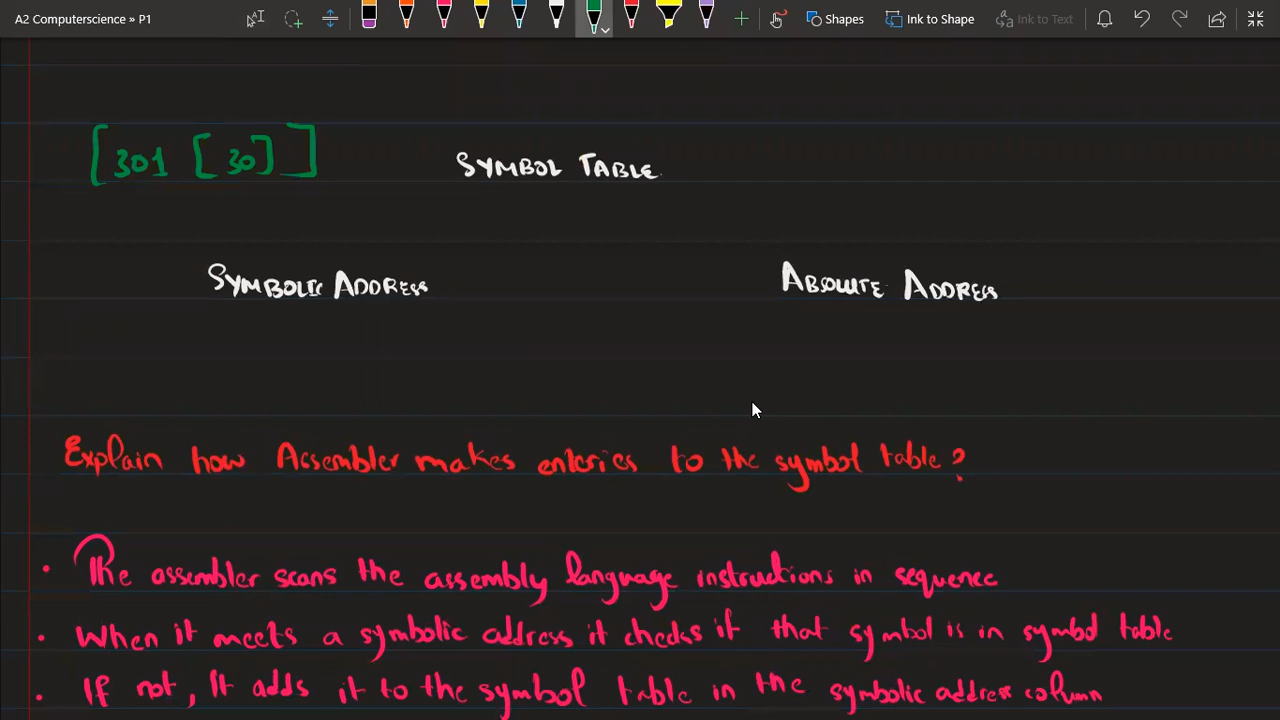 A2 Computerscience » P1
Shapes
Ink to Shape
Ink to Text
[301 [30]]
SYMBOL TABLE
SYMBOLIC ADDRESS
ABSOLUTE ADDRESS
Explain how Assembler makes enteries to the symbol table?
• The assembler scans the assembly language instructions in sequence
• When it meets a symbolic address it checks if that symbol is in symbol table
• If not, It adds it to the symbol table in the symbolic address column